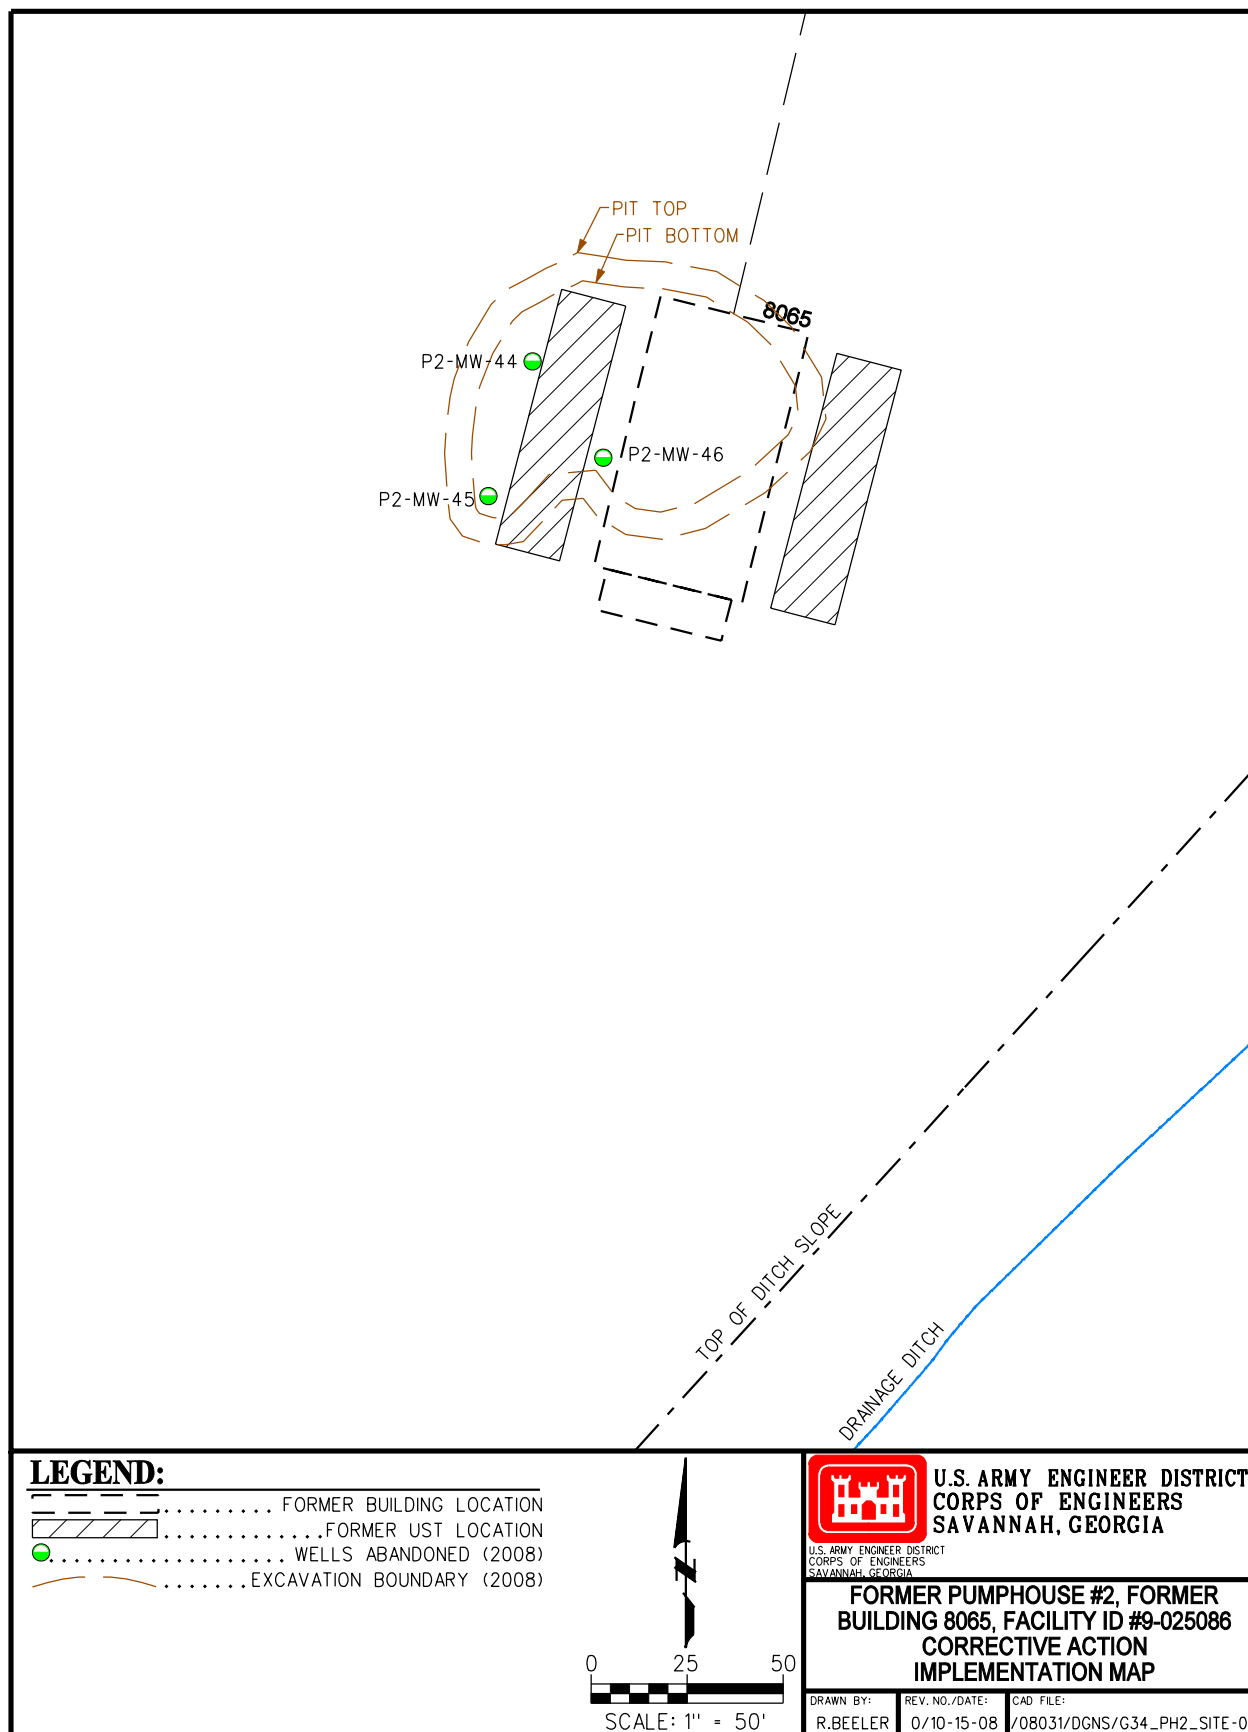 PIT TOP
PIT BOTTOM
8065
P2-MW-44
P2-MW-46
P2-MW-45
TOP OF DITCH SLOPE
DRAINAGE DITCH
LEGEND:
FORMER BUILDING LOCATION
FORMER UST LOCATION
WELLS ABANDONED (2008)
EXCAVATION BOUNDARY (2008)
N
0 25 50
SCALE: 1" = 50'
U.S. ARMY ENGINEER DISTRICT
CORPS OF ENGINEERS
SAVANNAH, GEORGIA
U.S. ARMY ENGINEER DISTRICT
CORPS OF ENGINEERS
SAVANNAH, GEORGIA
FORMER PUMPHOUSE #2, FORMER
BUILDING 8065, FACILITY ID #9-025086
CORRECTIVE ACTION
IMPLEMENTATION MAP
DRAWN BY:
R.BEELER
REV. NO./DATE:
0/10-15-08
CAD FILE:
/08031/DGNS/G34_PH2_SITE-0